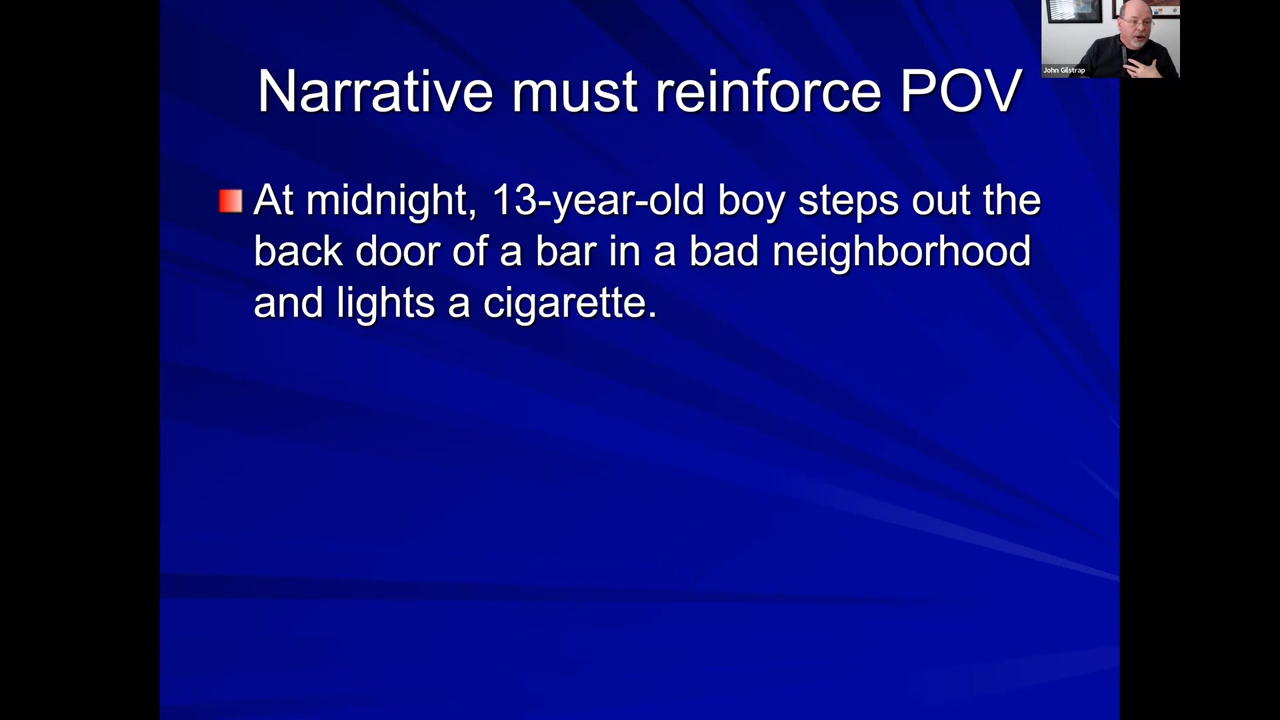 Narrative must reinforce POV
At midnight, 13-year-old boy steps out the
back door of a bar in a bad neighborhood
and lights a cigarette.
John Gilstrap